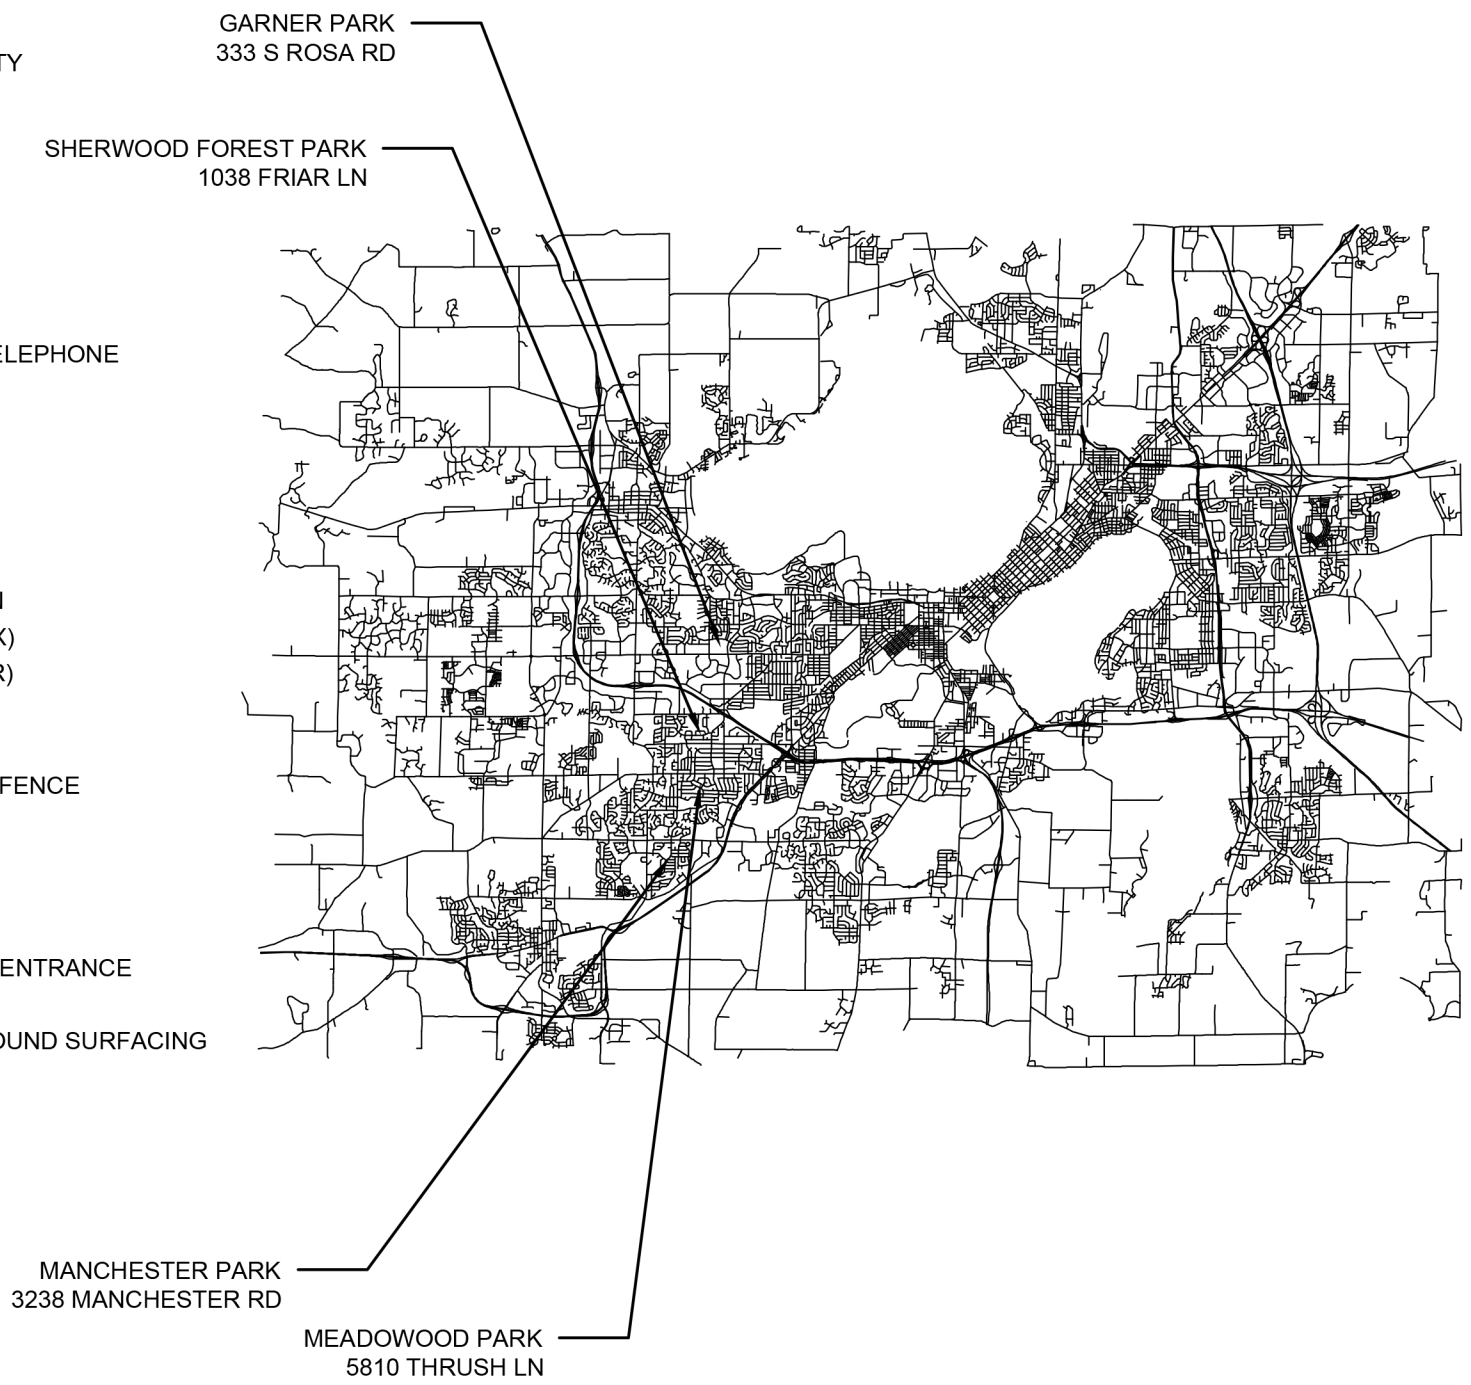 GARNER PARK
333 S ROSA RD
TY
SHERWOOD FOREST PARK
1038 FRIAR LN
ELEPHONE
X)
R)
FENCE
ENTRANCE
OUND SURFACING
MANCHESTER PARK
3238 MANCHESTER RD
MEADOWOOD PARK
5810 THRUSH LN